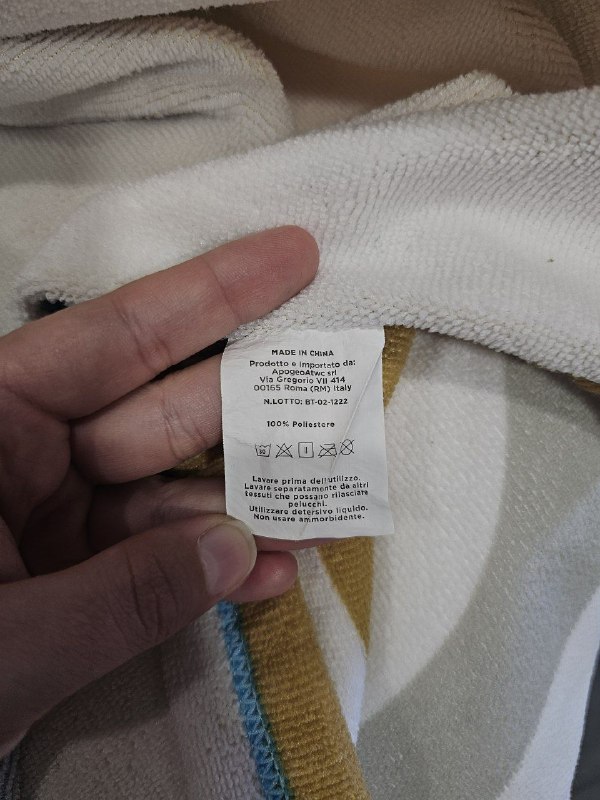 MADE IN CHINA
Prodotto e importato da:
ApogeoAtwc srl
Via Gregorio VII 414
00165 Roma (RM) Italy
N.LOTTO: BT-02-1222
100% Poliestere
30
Lavare prima dell'utilizzo.
Lavare separatamente da altri
tessuti che possano rilasciare
pelucchi.
Utilizzare detersivo liquido.
Non usare ammorbidente.